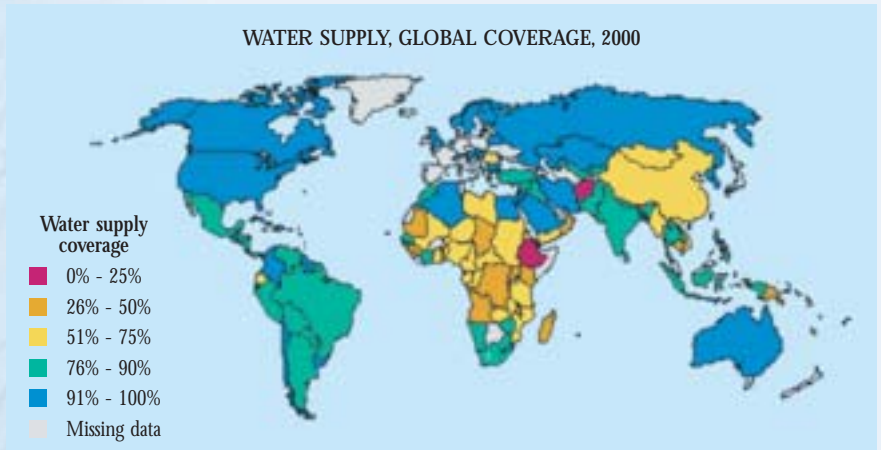 WATER SUPPLY, GLOBAL COVERAGE, 2000
Water supply
coverage
0% - 25%
26% - 50%
51% - 75%
76% - 90%
91% - 100%
Missing data